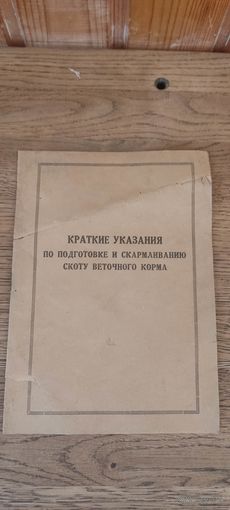 КРАТКИЕ УКАЗАНИЯ
ПО ПОДГОТОВКЕ И СКАРМЛИВАНИЮ
СКОТУ ВЕТОЧНОГО КОРМА